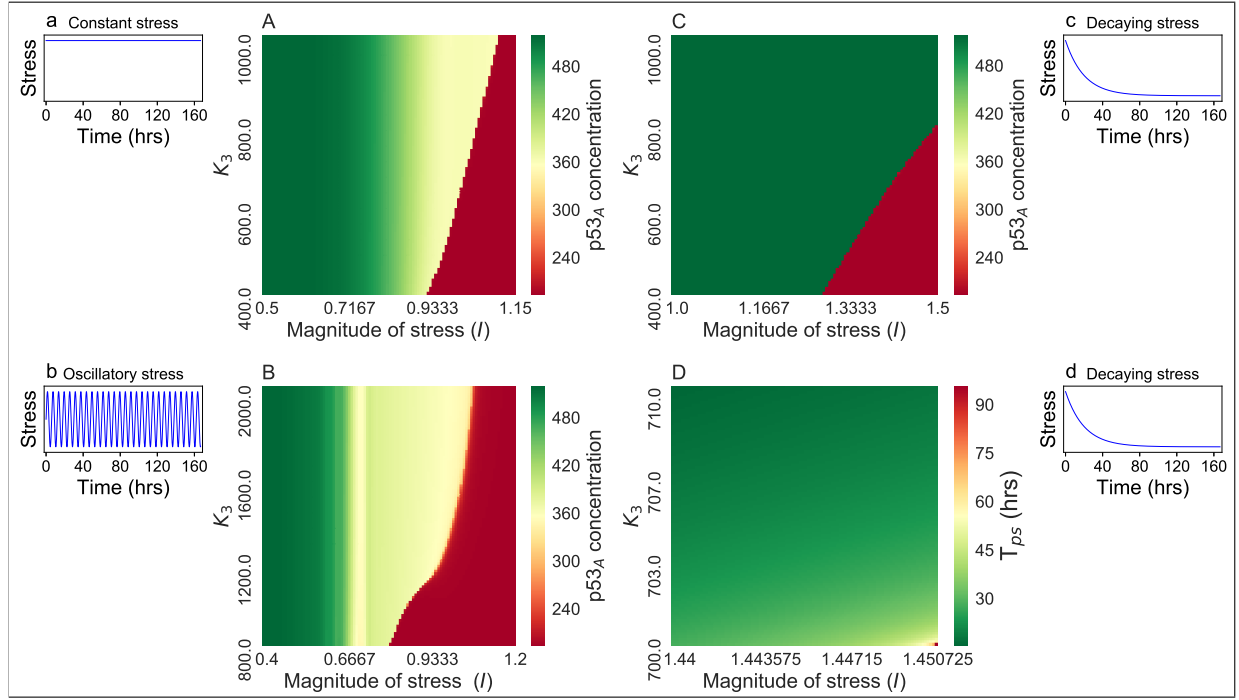 a Constant stress
Stress
0 40 80 120 160
Time (hrs)
A
K3
1000.0
800.0
600.0
400.0
0.5 0.7167 0.9333 1.15
Magnitude of stress (I)
480
420
360
300
240
p53A concentration
C
K3
1000.0
800.0
600.0
400.0
1.0 1.1667 1.3333 1.5
Magnitude of stress (I)
480
420
360
300
240
p53A concentration
c Decaying stress
Stress
0 40 80 120 160
Time (hrs)
b Oscillatory stress
Stress
0 40 80 120 160
Time (hrs)
B
K3
2000.0
1600.0
1200.0
800.0
0.4 0.6667 0.9333 1.2
Magnitude of stress (I)
480
420
360
300
240
p53A concentration
D
K3
710.0
707.0
703.0
700.0
1.44 1.443575 1.44715 1.450725
Magnitude of stress (I)
90
75
60
45
30
Tps (hrs)
d Decaying stress
Stress
0 40 80 120 160
Time (hrs)